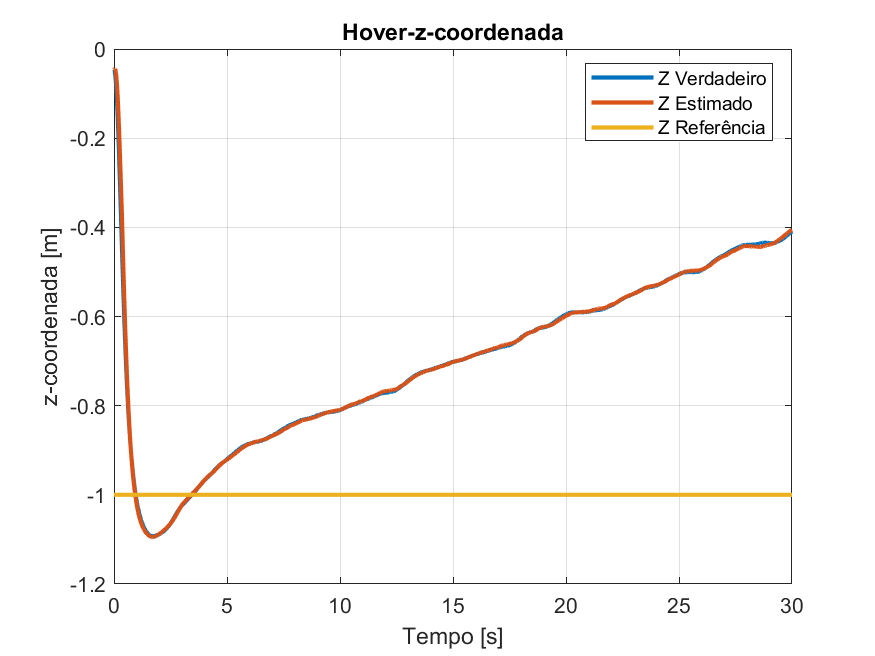 Hover-z-coordenada
Z Verdadeiro
Z Estimado
Z Referência
0
-0.2
-0.4
-0.6
-0.8
-1
-1.2
z-coordenada [m]
0 5 10 15 20 25 30
Tempo [s]